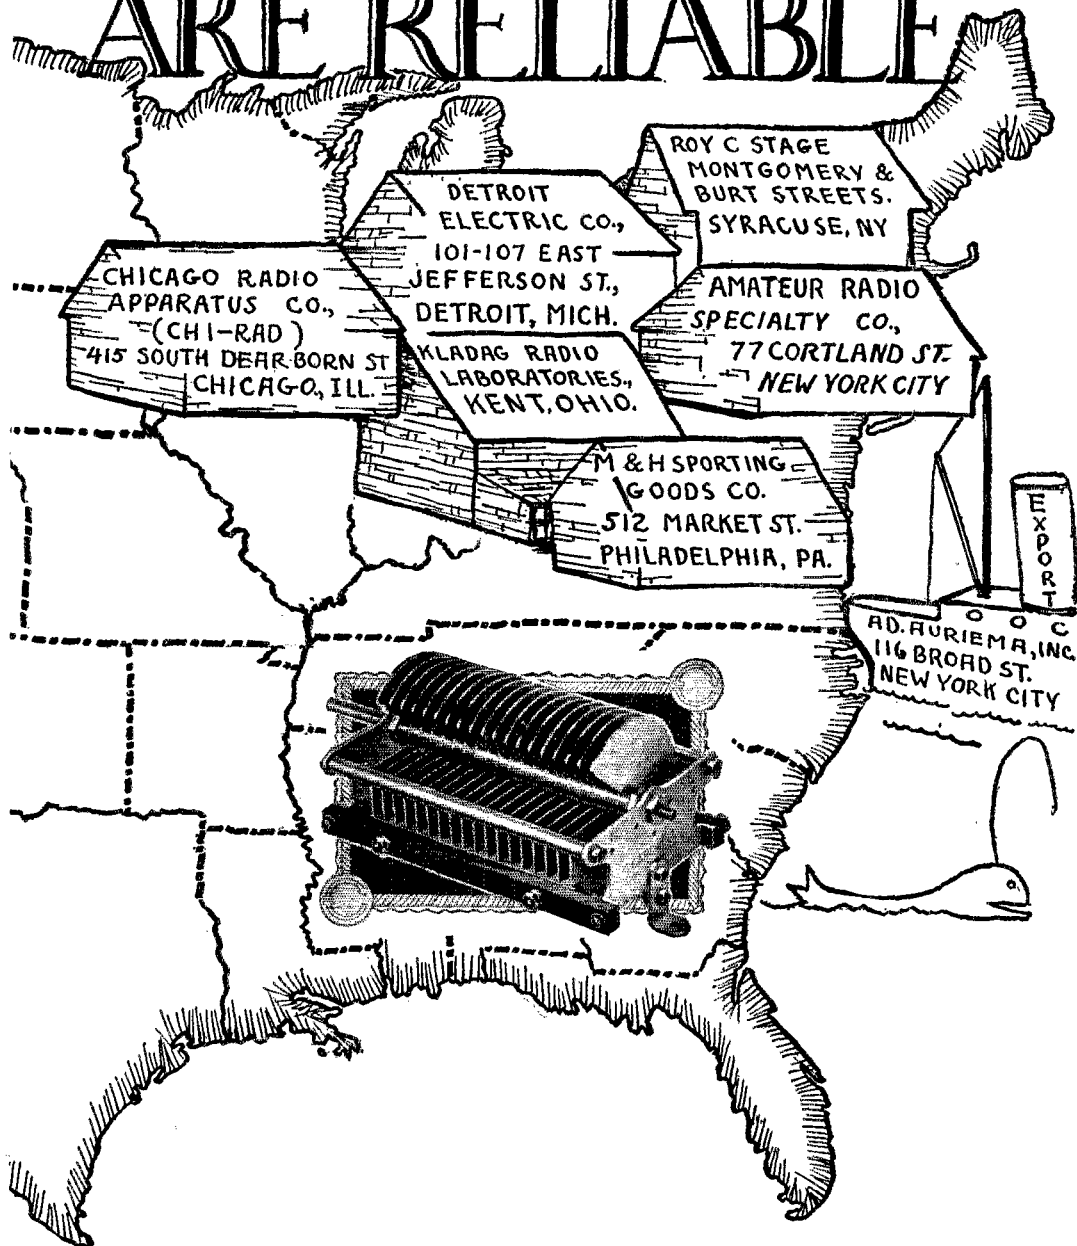 ARE RELIABLE
ROY C STAGE
MONTGOMERY &
BURT STREETS.
SYRACUSE, NY
DETROIT
ELECTRIC CO.,
101-107 EAST
JEFFERSON ST.,
DETROIT, MICH.
CHICAGO RADIO
APPARATUS CO.,
(CHI-RAD)
415 SOUTH DEARBORN ST
CHICAGO, ILL.
AMATEUR RADIO
SPECIALTY CO.,
77 CORTLAND ST.
NEW YORK CITY
KLADAG RADIO
LABORATORIES.,
KENT, OHIO.
M & H SPORTING
GOODS CO.
512 MARKET ST.
PHILADELPHIA, PA.
EXPORT
AD. AURIEMA, INC.
116 BROAD ST.
NEW YORK CITY